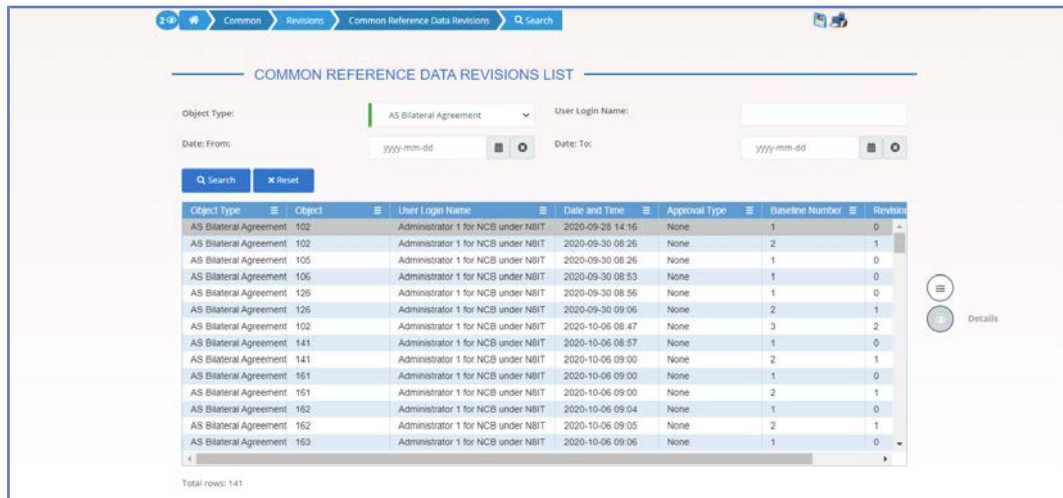 2 Common Revisions Common Reference Data Revisions Search
COMMON REFERENCE DATA REVISIONS LIST
Object Type: AS Bilateral Agreement User Login Name:
Date: From: yyyy-mm-dd Date: To: yyyy-mm-dd
Search Reset
Object Type Object User Login Name Date and Time Approval Type Baseline Number Revision
AS Bilateral Agreement 102 Administrator 1 for NCB under N8IT 2020-09-28 14:16 None 1 0
AS Bilateral Agreement 102 Administrator 1 for NCB under N8IT 2020-09-30 08:26 None 2 1
AS Bilateral Agreement 105 Administrator 1 for NCB under N8IT 2020-09-30 08:26 None 1 0
AS Bilateral Agreement 106 Administrator 1 for NCB under N8IT 2020-09-30 08:53 None 1 0
AS Bilateral Agreement 126 Administrator 1 for NCB under N8IT 2020-09-30 08:56 None 1 0
AS Bilateral Agreement 126 Administrator 1 for NCB under N8IT 2020-09-30 09:06 None 2 1
AS Bilateral Agreement 102 Administrator 1 for NCB under N8IT 2020-10-06 08:47 None 3 2
AS Bilateral Agreement 141 Administrator 1 for NCB under N8IT 2020-10-06 08:57 None 1 0
AS Bilateral Agreement 141 Administrator 1 for NCB under N8IT 2020-10-06 09:00 None 2 1
AS Bilateral Agreement 161 Administrator 1 for NCB under N8IT 2020-10-06 09:00 None 1 0
AS Bilateral Agreement 161 Administrator 1 for NCB under N8IT 2020-10-06 09:00 None 2 1
AS Bilateral Agreement 162 Administrator 1 for NCB under N8IT 2020-10-06 09:04 None 1 0
AS Bilateral Agreement 162 Administrator 1 for NCB under N8IT 2020-10-06 09:05 None 2 1
AS Bilateral Agreement 163 Administrator 1 for NCB under N8IT 2020-10-06 09:06 None 1 0
Details
Total rows: 141